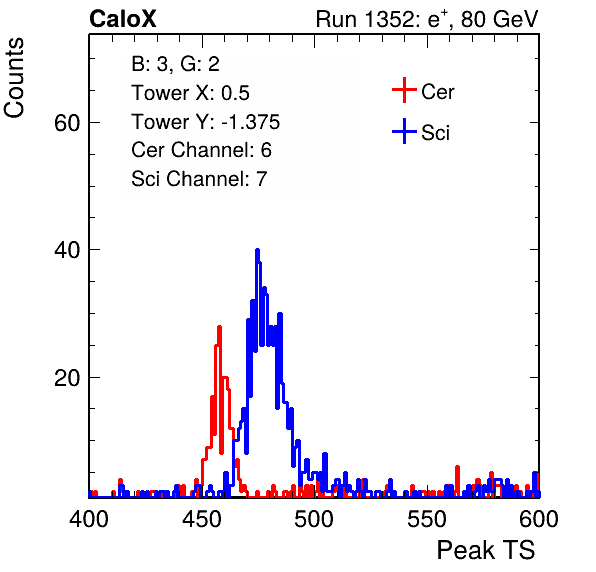 CaloX Run 1352: e⁺, 80 GeV
Counts
B: 3, G: 2
Tower X: 0.5
Tower Y: -1.375
Cer Channel: 6
Sci Channel: 7
Cer
Sci
60
40
20
400 450 500 550 600
Peak TS